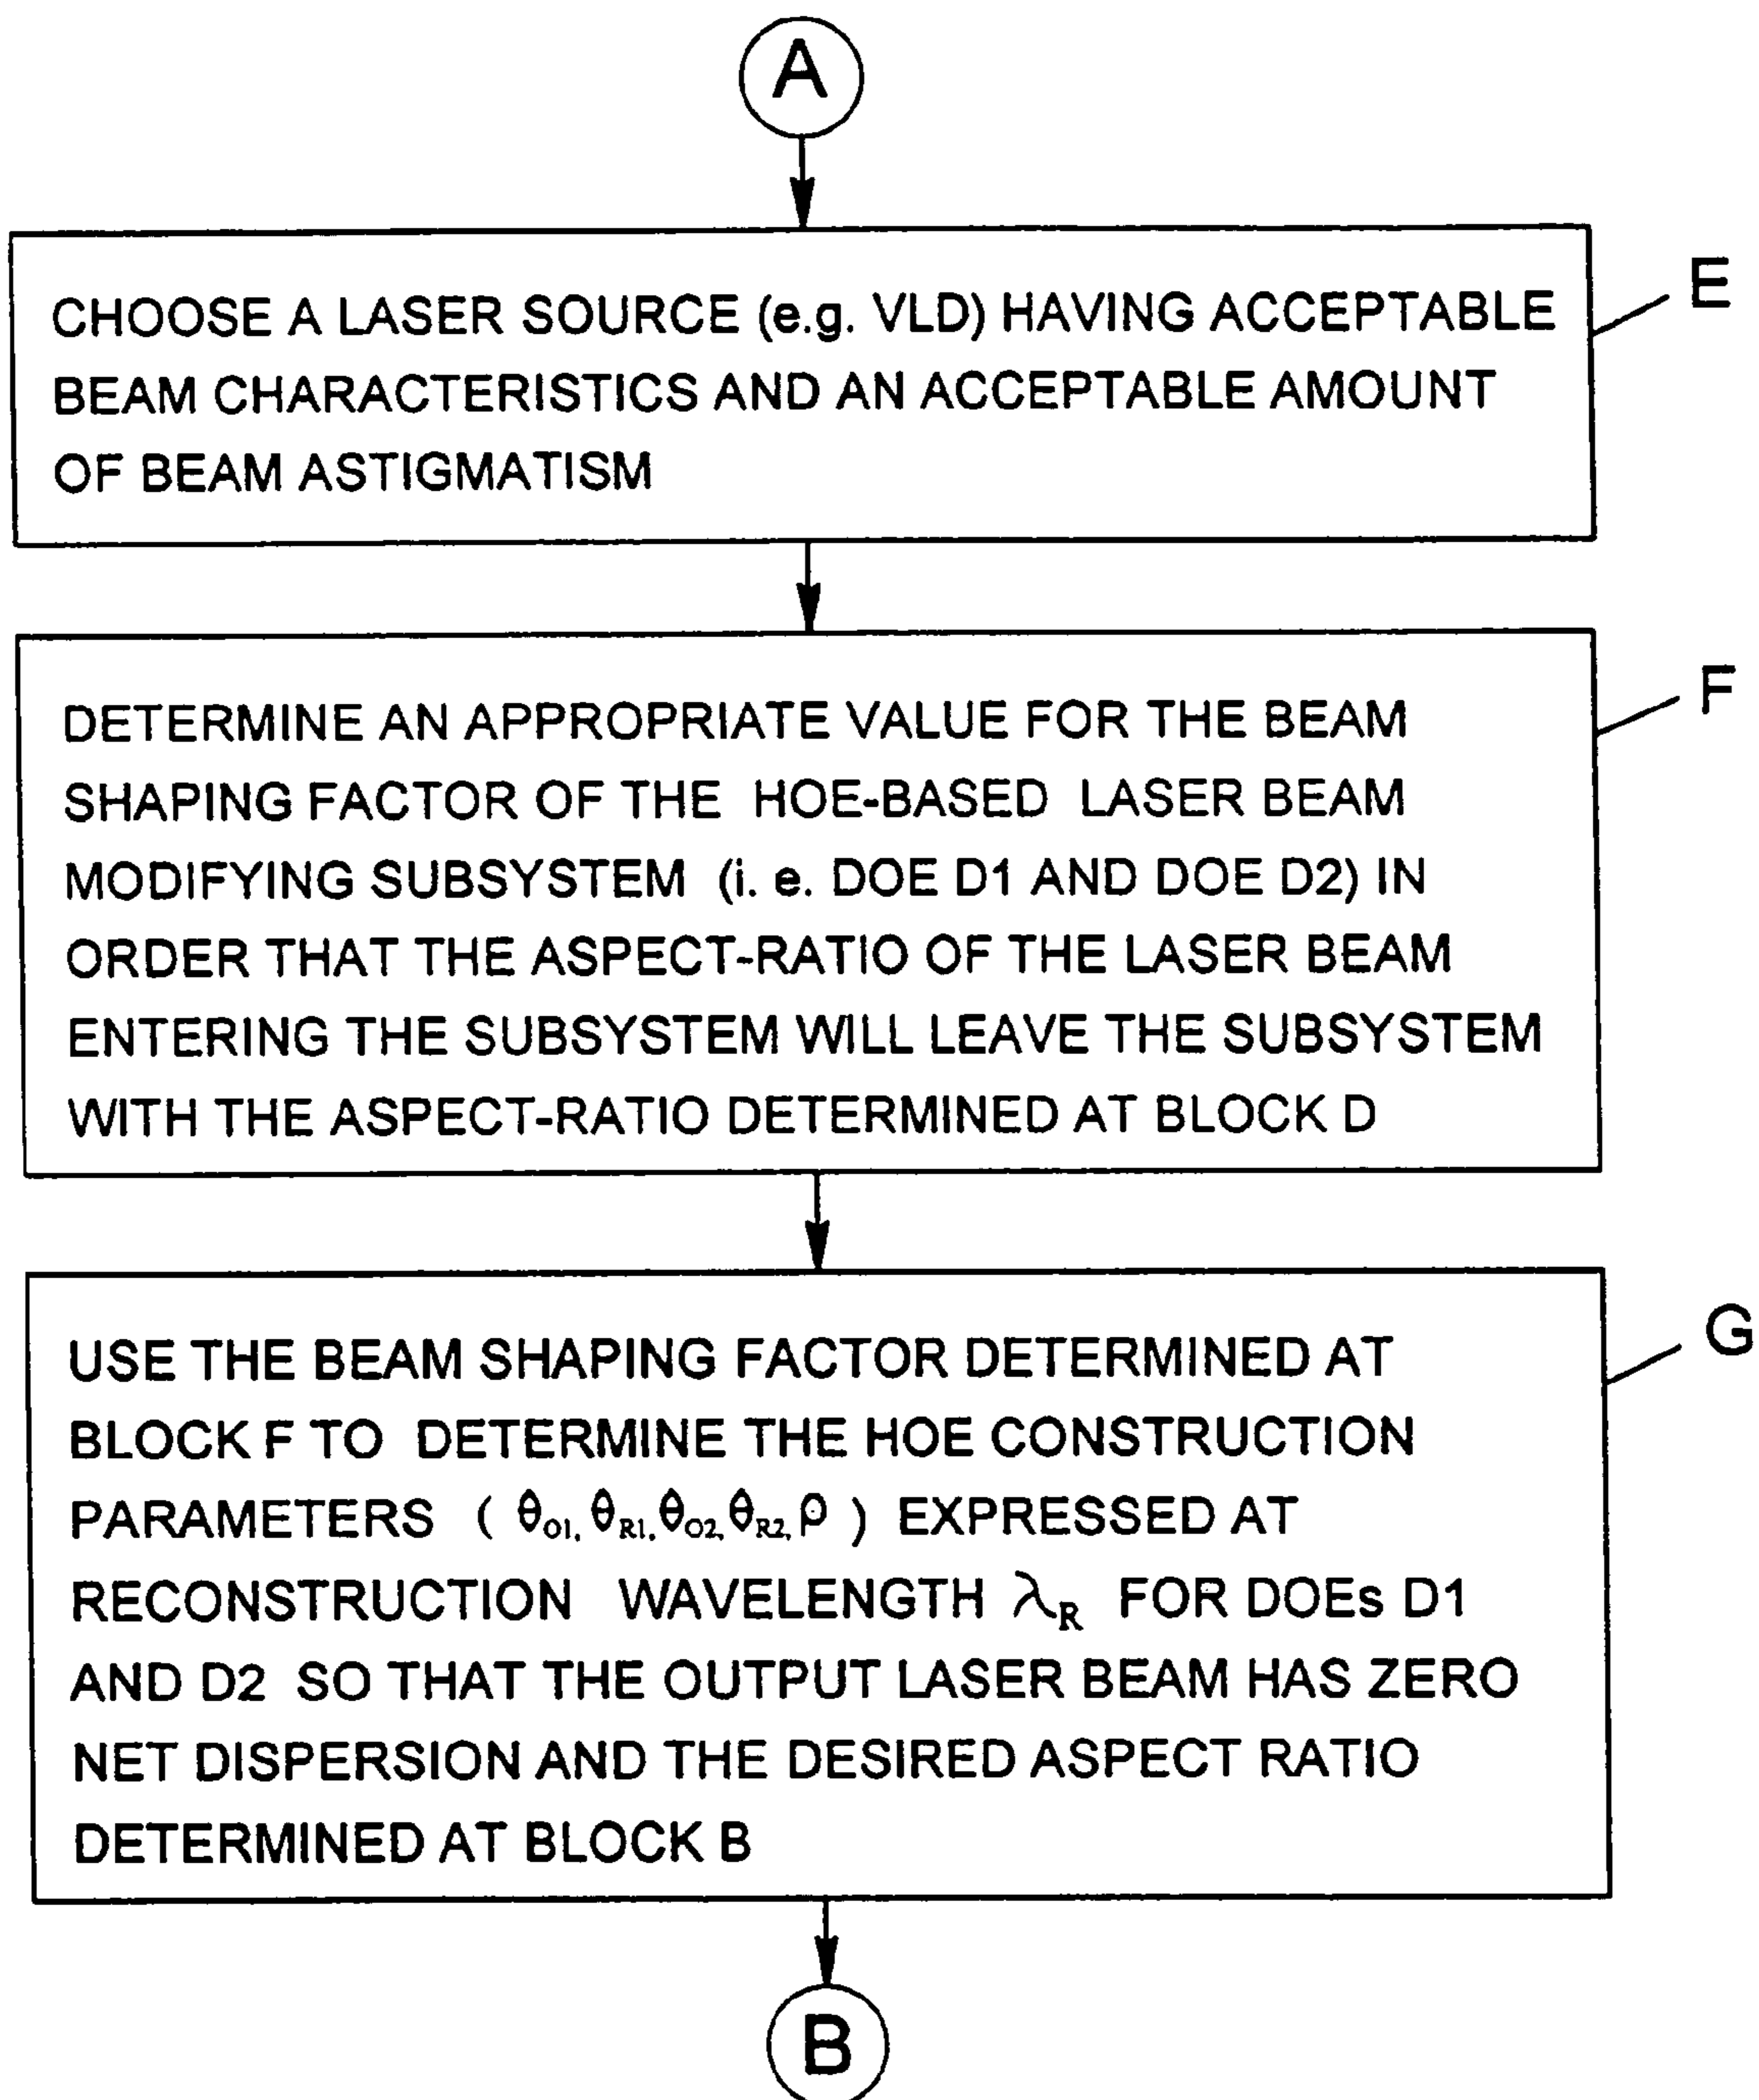 A
CHOOSE A LASER SOURCE (e.g. VLD) HAVING ACCEPTABLE
BEAM CHARACTERISTICS AND AN ACCEPTABLE AMOUNT
OF BEAM ASTIGMATISM
E
DETERMINE AN APPROPRIATE VALUE FOR THE BEAM
SHAPING FACTOR OF THE HOE-BASED LASER BEAM
MODIFYING SUBSYSTEM (i. e. DOE D1 AND DOE D2) IN
ORDER THAT THE ASPECT-RATIO OF THE LASER BEAM
ENTERING THE SUBSYSTEM WILL LEAVE THE SUBSYSTEM
WITH THE ASPECT-RATIO DETERMINED AT BLOCK D
F
USE THE BEAM SHAPING FACTOR DETERMINED AT
BLOCK F TO DETERMINE THE HOE CONSTRUCTION
PARAMETERS ( θO1, θR1, θO2, θR2, ρ ) EXPRESSED AT
RECONSTRUCTION WAVELENGTH λR FOR DOEs D1
AND D2 SO THAT THE OUTPUT LASER BEAM HAS ZERO
NET DISPERSION AND THE DESIRED ASPECT RATIO
DETERMINED AT BLOCK B
G
B